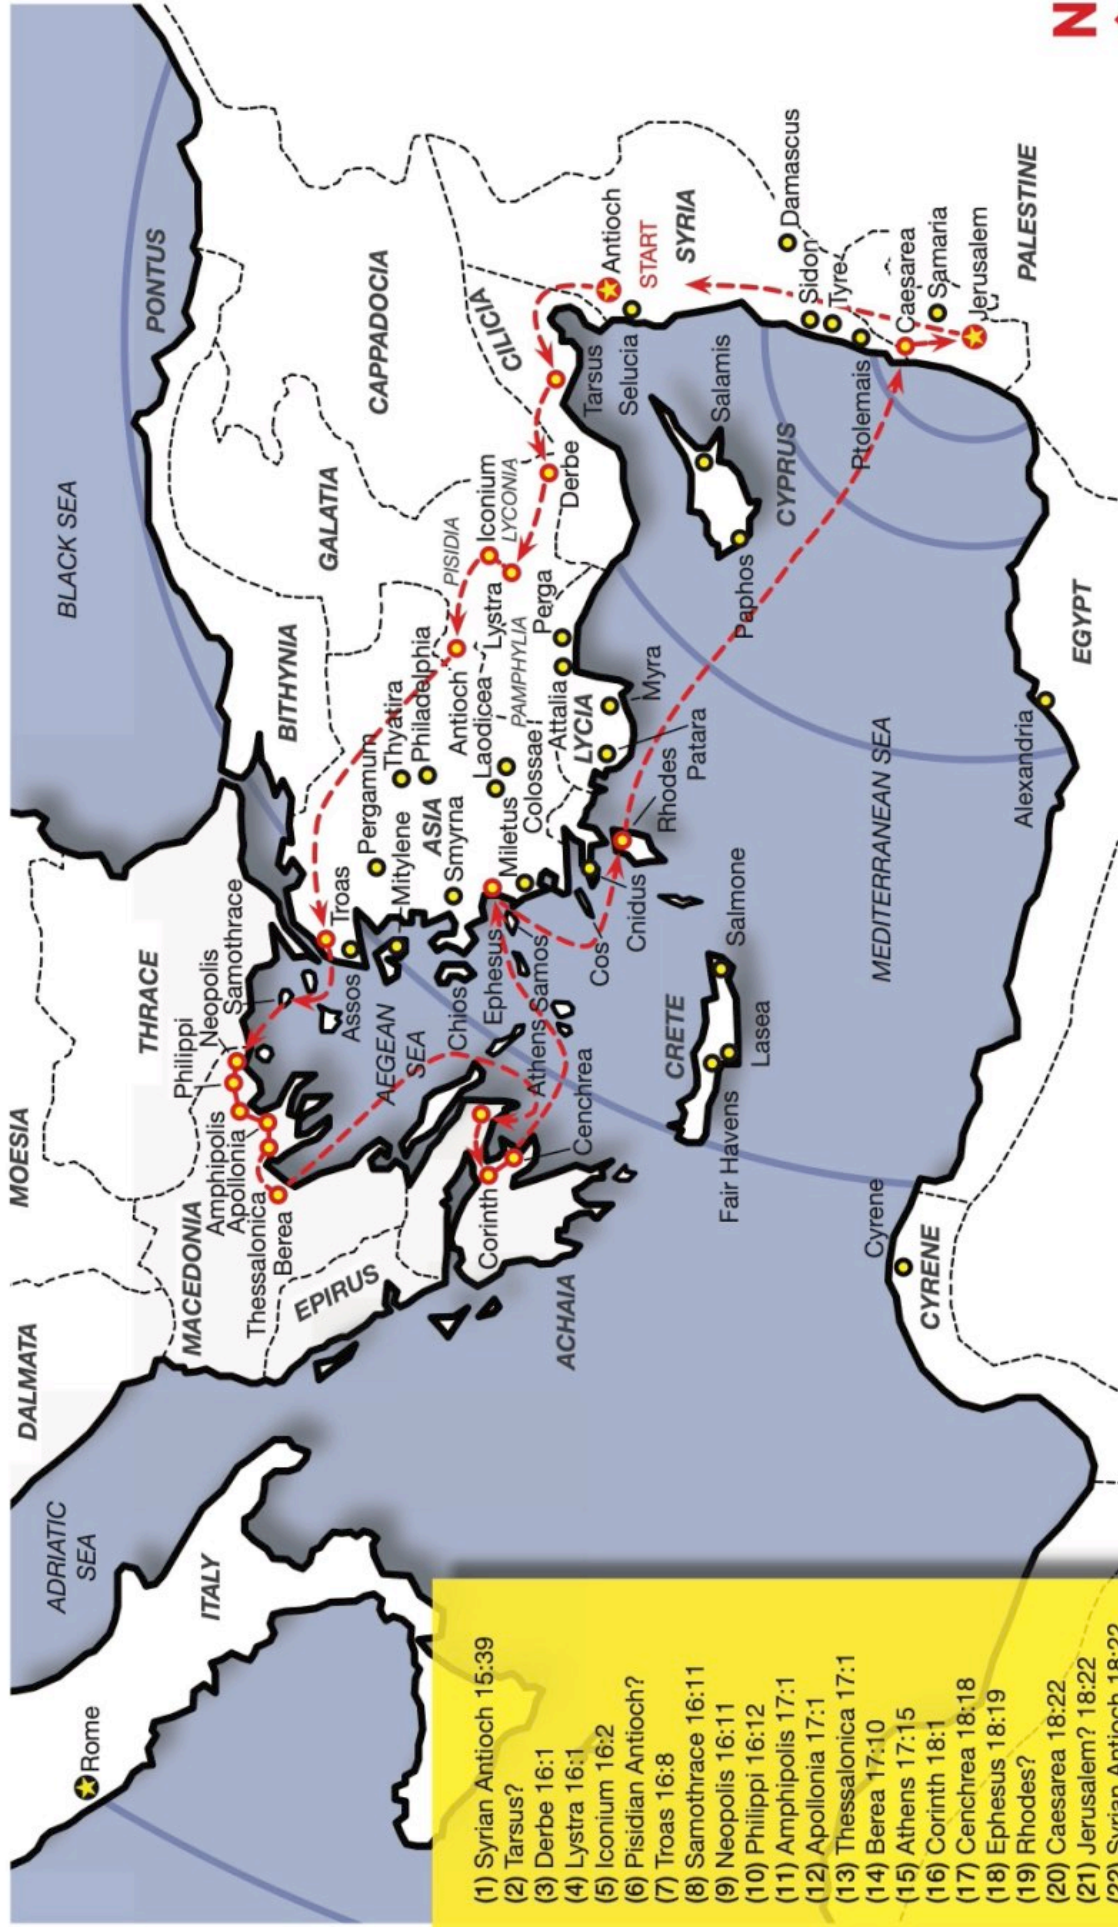 BLACK SEA
ADRIATIC
SEA
DALMATA
MOESIA
THRACE
PONTUS
BITHYNIA
GALATIA
CAPPADOCIA
CILICIA
SYRIA
PALESTINE
EGYPT
CYRENE
CRETE
CYPRUS
ACHAIA
EPIRUS
MACEDONIA
ITALY
ASIA
LYCIA
PISIDIA
LYCONIA
PAMPHYLIA
AEGEAN
SEA
MEDITERRANEAN SEA
Rome
Philippi
Neopolis
Samothrace
Amphipolis
Apollonia
Thessalonica
Berea
Troas
Assos
Pergamum
Mitylene
Thyatira
Philadelphia
Smyrna
Chios
Ephesus
Samos
Athens
Corinth
Cenchrea
Miletus
Laodicea
Colossae
Antioch
Iconium
Lystra
Derbe
Perga
Attalia
Myra
Patara
Rhodes
Cnidus
Cos
Tarsus
Selucia
Antioch
START
Salamis
Paphos
Salmone
Lasea
Fair Havens
Cyrene
Alexandria
Damascus
Sidon
Tyre
Ptolemais
Caesarea
Samaria
Jerusalem
N
(1) Syrian Antioch 15:39
(2) Tarsus?
(3) Derbe 16:1
(4) Lystra 16:1
(5) Iconium 16:2
(6) Pisidian Antioch?
(7) Troas 16:8
(8) Samothrace 16:11
(9) Neopolis 16:11
(10) Philippi 16:12
(11) Amphipolis 17:1
(12) Apollonia 17:1
(13) Thessalonica 17:1
(14) Berea 17:10
(15) Athens 17:15
(16) Corinth 18:1
(17) Cenchrea 18:18
(18) Ephesus 18:19
(19) Rhodes?
(20) Caesarea 18:22
(21) Jerusalem? 18:22
(22) Syria Antioch 18:22